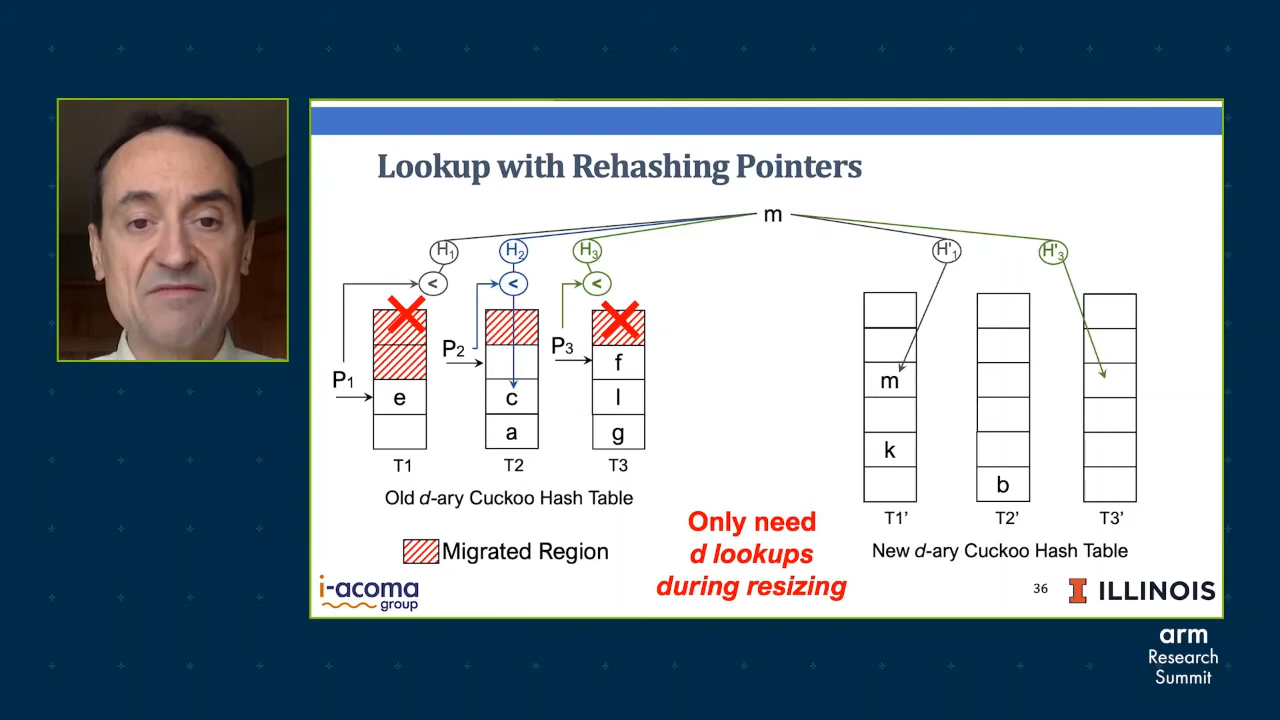 Lookup with Rehashing Pointers
m
H1 H2 H3 H'1 H'3
< < <
P1 P2 P3
e c a f l g
T1 T2 T3
Old d-ary Cuckoo Hash Table
Migrated Region
m k b
T1' T2' T3'
New d-ary Cuckoo Hash Table
Only need
d lookups
during resizing
i-acoma
group
36
I ILLINOIS
arm
Research
Summit